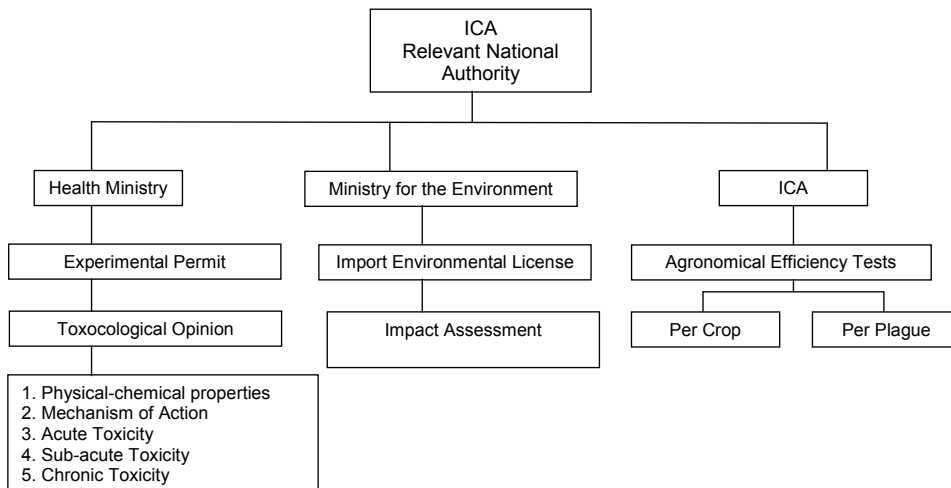 ICA
Relevant National
Authority
Health Ministry
Ministry for the Environment
ICA
Experimental Permit
Import Environmental License
Agronomical Efficiency Tests
Toxocological Opinion
Impact Assessment
Per Crop
Per Plague
1. Physical-chemical properties
2. Mechanism of Action
3. Acute Toxicity
4. Sub-acute Toxicity
5. Chronic Toxicity